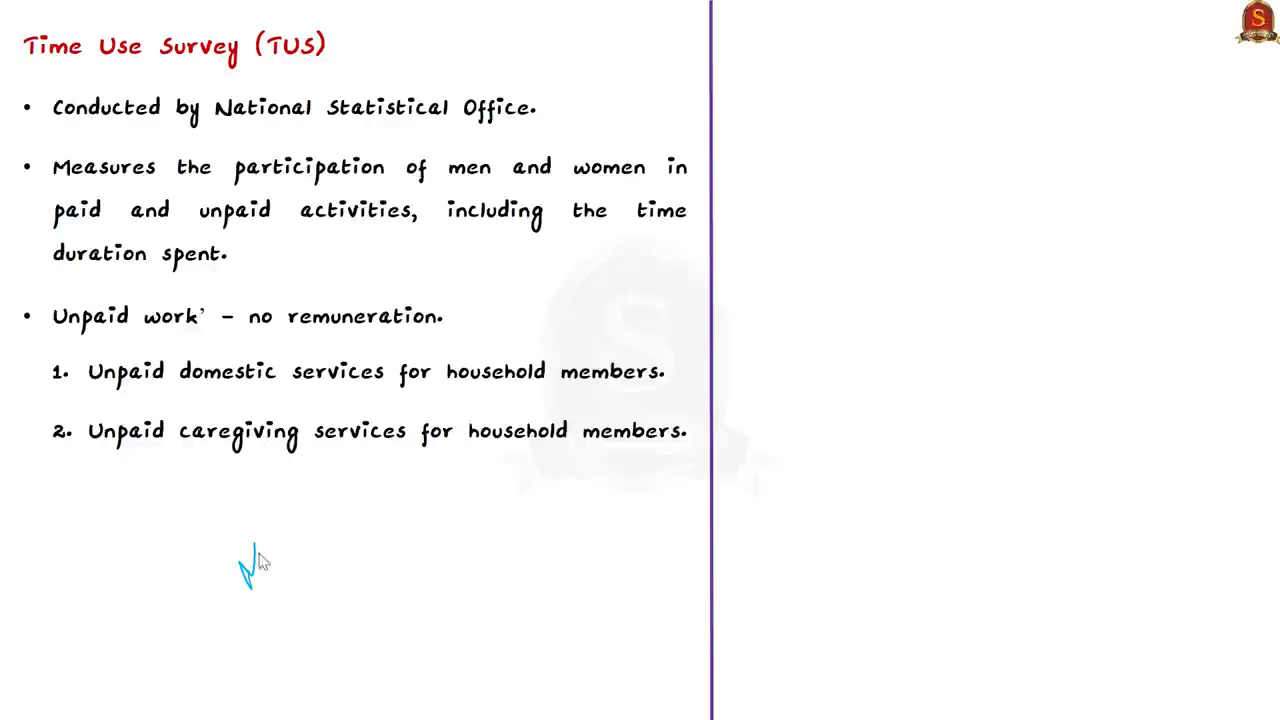 Time Use Survey (TUS)
• Conducted by National Statistical Office.
• Measures the participation of men and women in
paid and unpaid activities, including the time
duration spent.
• Unpaid work' - no remuneration.
1. Unpaid domestic services for household members.
2. Unpaid caregiving services for household members.
S
S